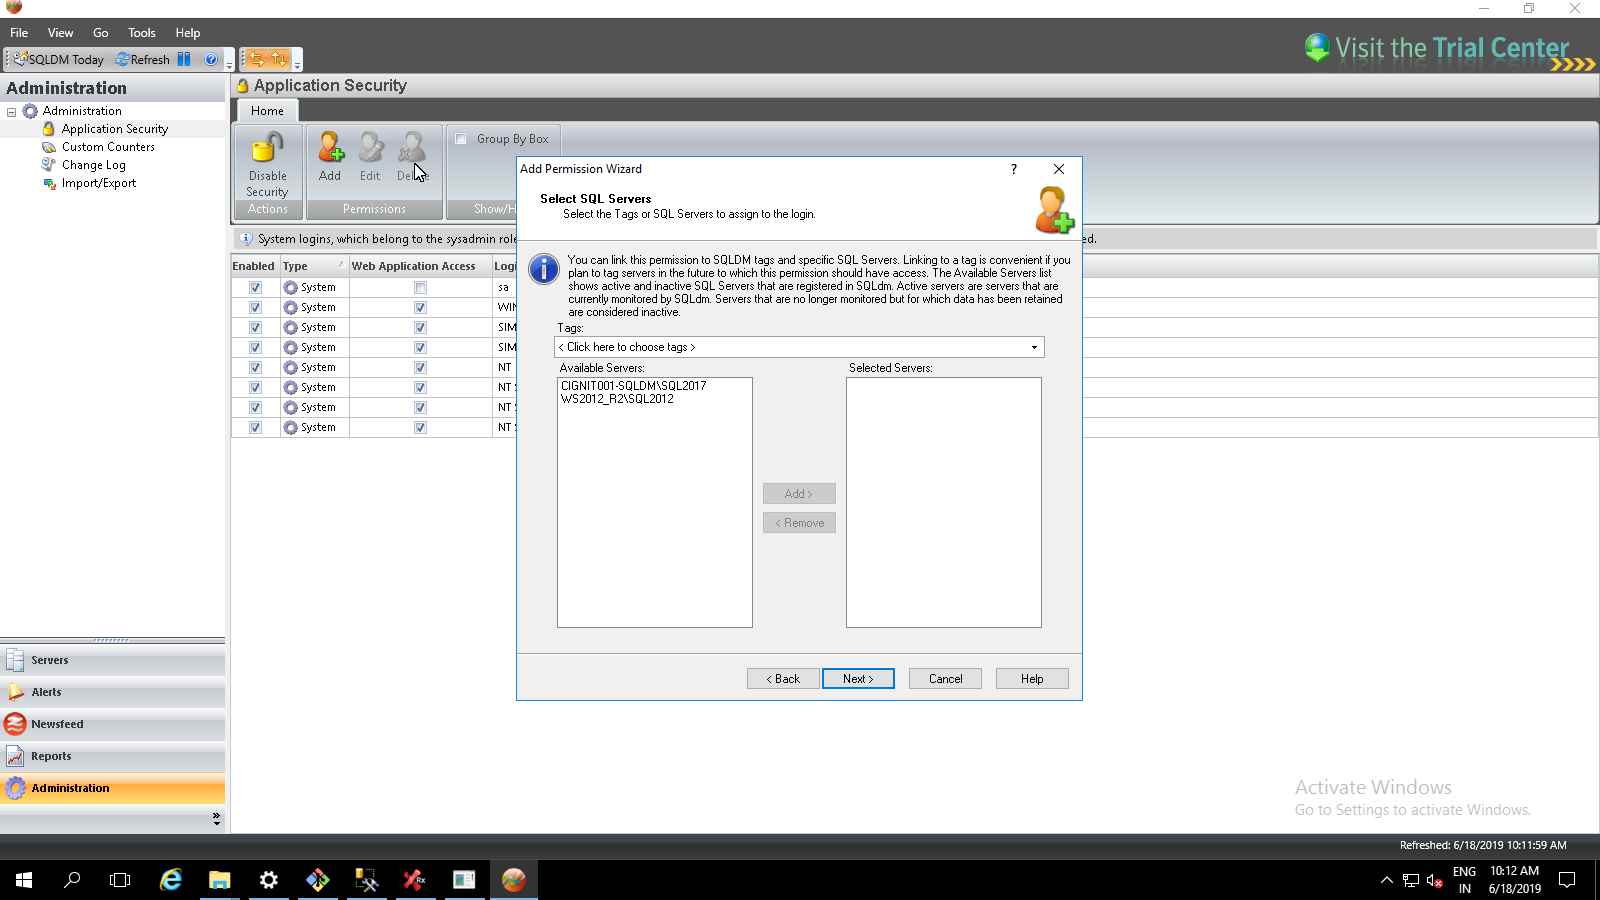 File View Go Tools Help
SQLDM Today Refresh
Visit the Trial Center
Administration
Application Security
Administration
Application Security
Custom Counters
Change Log
Import/Export
Home
Disable
Security
Actions
Add Edit
Permissions
Group By Box
System logins, which belong to the sysadmin
Enabled Type Web Application Access
System sa
System
System
System
System NT
System NT
System NT
System NT
Add Permission Wizard
?
Select SQL Servers
Select the Tags or SQL Servers to assign to the login.
You can link this permission to SQLDM tags and specific SQL Servers. Linking to a tag is convenient if you
plan to tag servers in the future to which this permission should have access. The Available Servers list
shows active and inactive SQL Servers that are registered in SQLdm. Active servers are servers that are
currently monitored by SQLdm. Servers that are no longer monitored but for which data has been retained
are considered inactive.
Tags:
< Click here to choose tags >
Available Servers:
CIGNIT001-SQLDM\SQL2017
WS2012_R2\SQL2012
Selected Servers:
Add >
< Remove
< Back Next > Cancel Help
Servers
Alerts
Newsfeed
Reports
Administration
Activate Windows
Go to Settings to activate Windows.
Refreshed: 6/18/2019 10:11:59 AM
ENG
IN
10:12 AM
6/18/2019